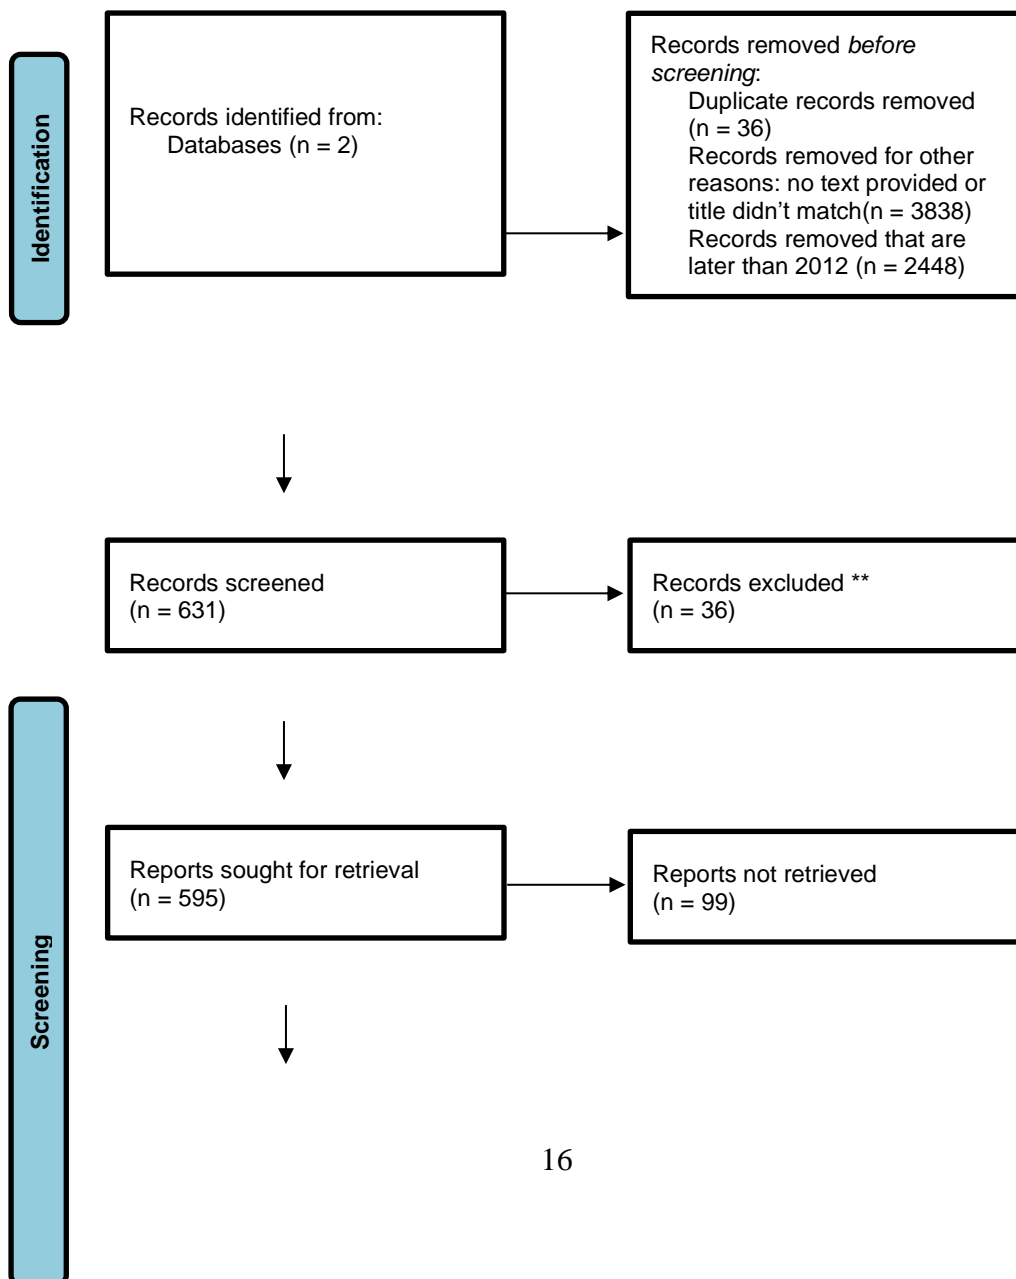 Identification
Records identified from:
Databases (n = 2)
Records removed before
screening:
Duplicate records removed
(n = 36)
Records removed for other
reasons: no text provided or
title didn’t match(n = 3838)
Records removed that are
later than 2012 (n = 2448)
Records screened
(n = 631)
Records excluded **
(n = 36)
Screening
Reports sought for retrieval
(n = 595)
Reports not retrieved
(n = 99)
16